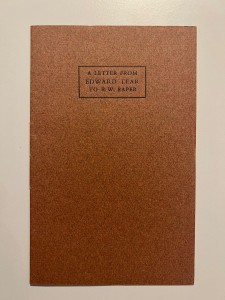 A LETTER FROM
EDWARD LEAR
TO R.W. RAPER